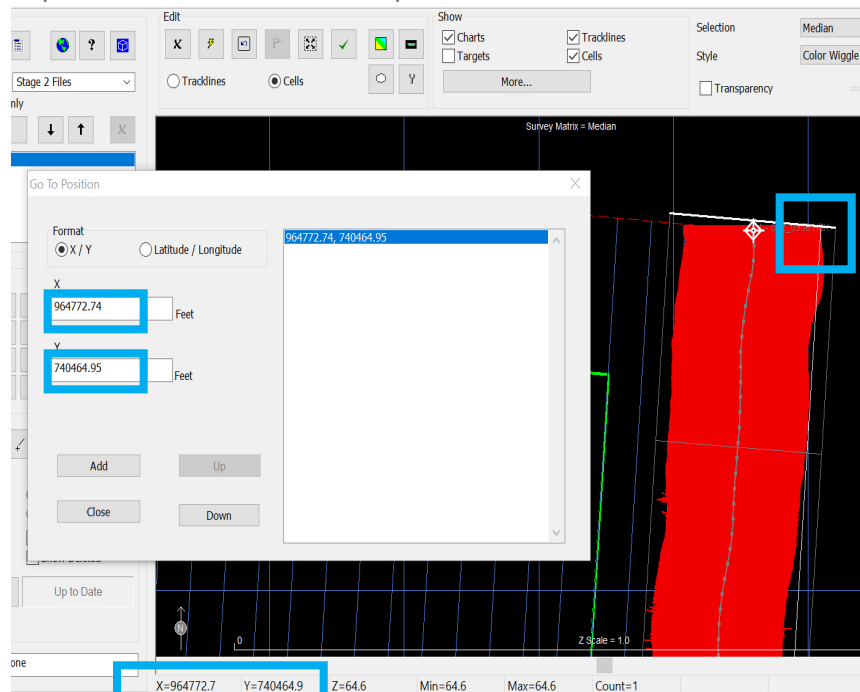 Edit
Show
? 
Stage 2 Files
Tracklines
Cells
Charts
Tracklines
Targets
Cells
More...
Selection
Median
Style
Color Wiggle
Transparency
nly
X
Survey Matrix = Median
Go To Position
Format
X / Y
Latitude / Longitude
964772.74, 740464.95
X
964772.74
Feet
Y
740464.95
Feet
Add
Up
Close
Down
Up to Date
N
0
Z Scale = 1.0
one
X=964772.7 Y=740464.9 Z=64.6 Min=64.6 Max=64.6 Count=1